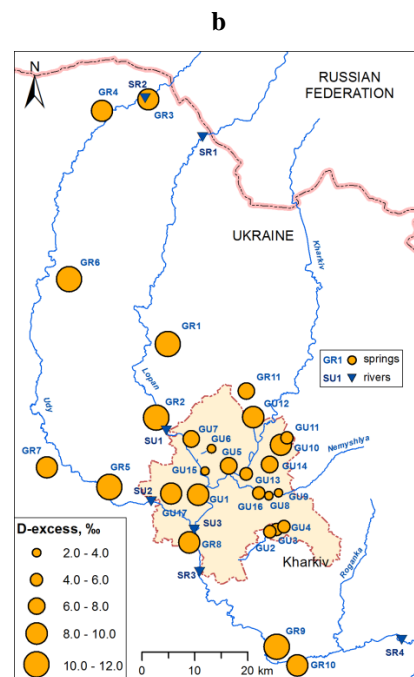 b
N
RUSSIAN
FEDERATION
SR2
GR4
GR3
SR1
UKRAINE
Kharkiv
GR6
GR1
GR1 springs
SU1 rivers
Lopan
GR11
GR2
GU12
Udy
SU1
GU7
GU11
GU6
GU10
GU5
Nemyshlya
GR7
GU15
GU14
GR5
GU13
SU2
GU9
GU16
GU8
GU1
GU17
SU3
GU4
GU3
GU2
GR8
Kharkiv
Roganka
SR3
D-excess, ‰
2.0 - 4.0
4.0 - 6.0
6.0 - 8.0
8.0 - 10.0
10.0 - 12.0
GR9
SR4
GR10
0 10 20 km